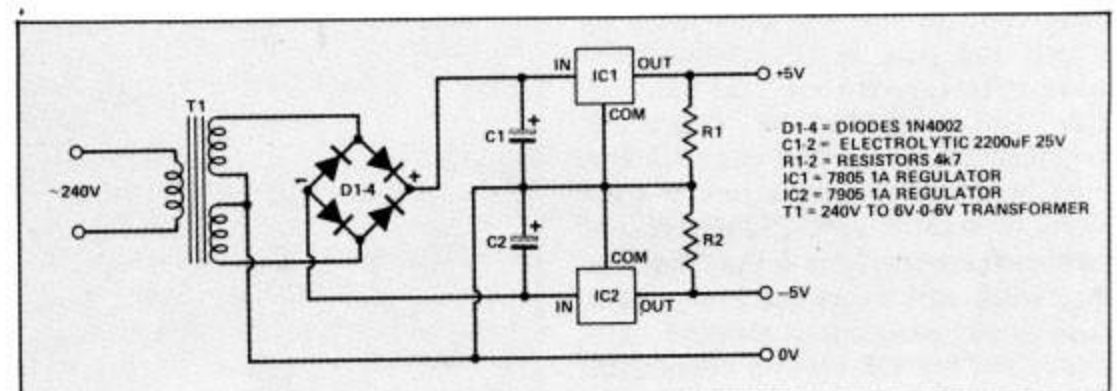 T1
~240V
D1-4
+
C1
+
C2
+
IN
IC1
OUT
COM
R1
R2
COM
IN
IC2
OUT
+5V
−5V
0V
D1-4 = DIODES 1N4002
C1-2 = ELECTROLYTIC 2200uF 25V
R1-2 = RESISTORS 4k7
IC1 = 7805 1A REGULATOR
IC2 = 7905 1A REGULATOR
T1 = 240V TO 6V-0-6V TRANSFORMER